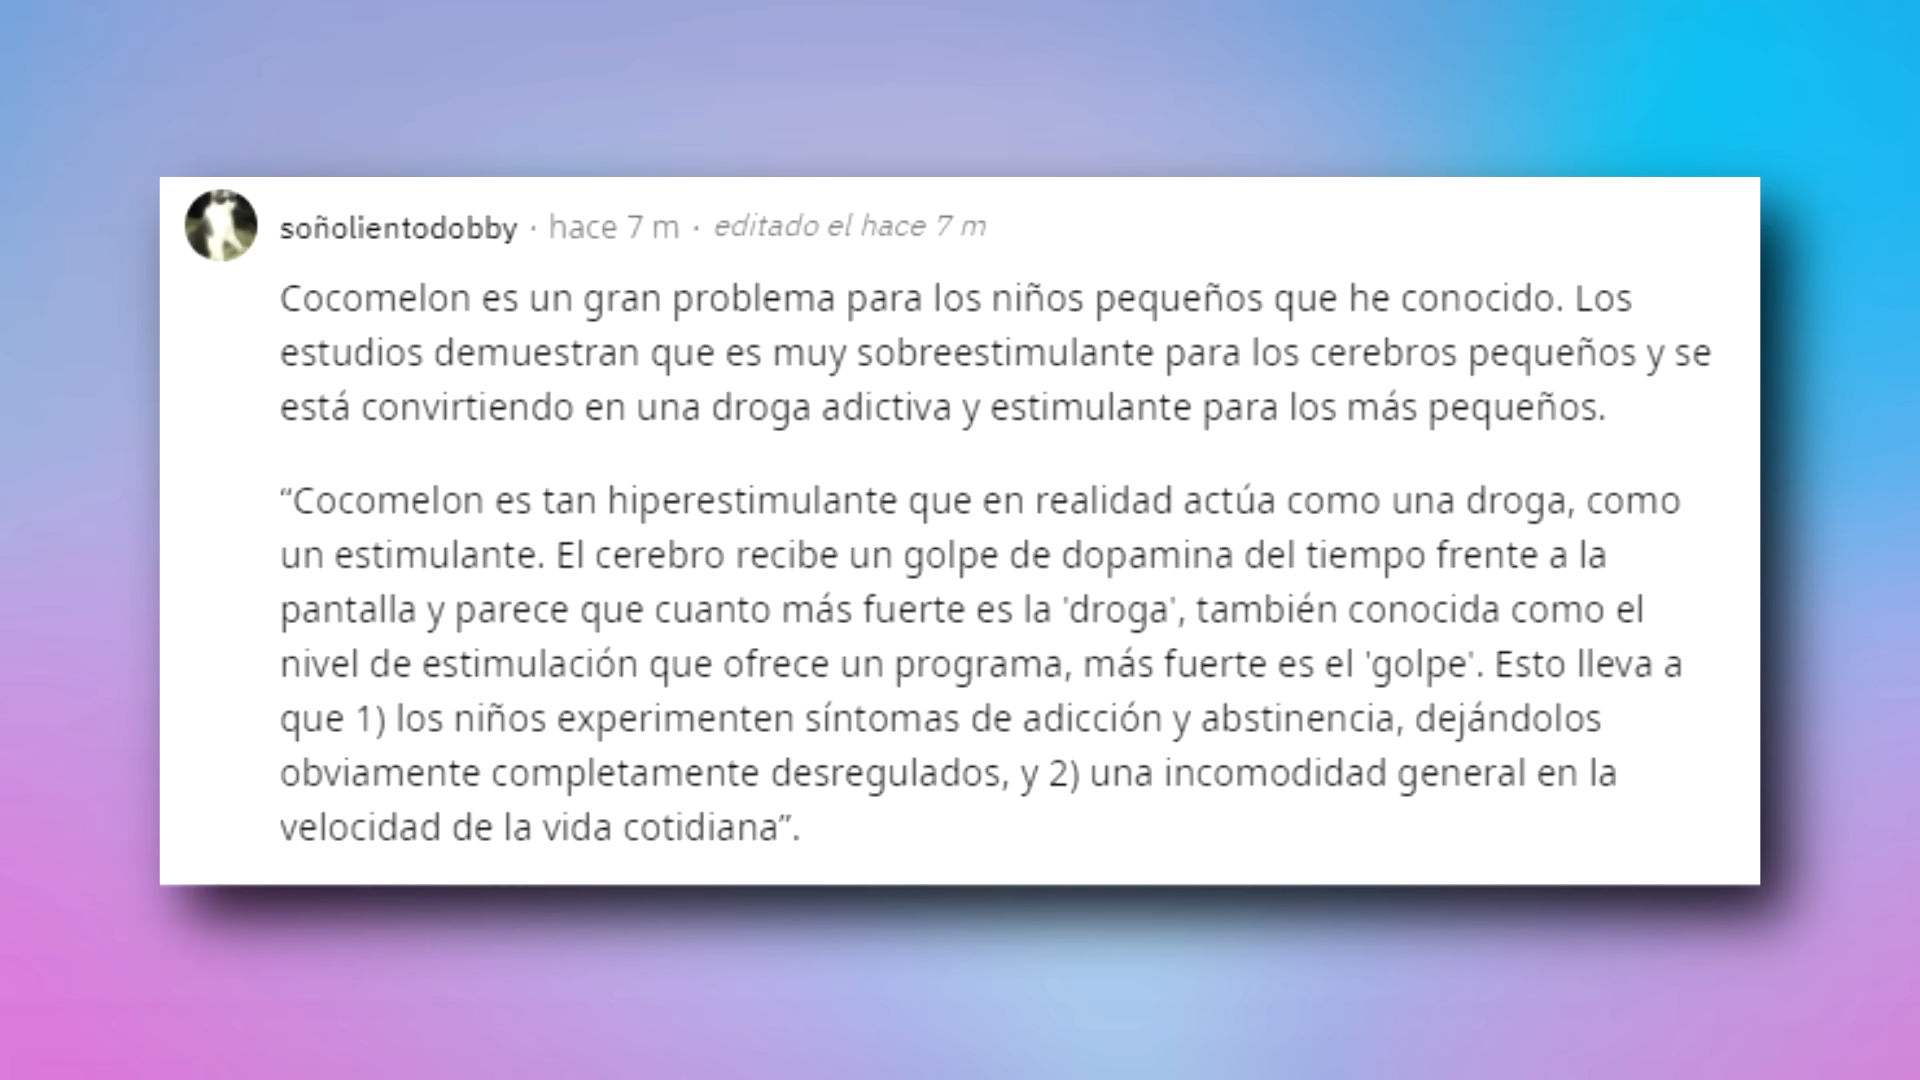 soñolientodobby · hace 7 m · editado el hace 7 m
Cocomelon es un gran problema para los niños pequeños que he conocido. Los
estudios demuestran que es muy sobreestimulante para los cerebros pequeños y se
está convirtiendo en una droga adictiva y estimulante para los más pequeños.
“Cocomelon es tan hiperestimulante que en realidad actúa como una droga, como
un estimulante. El cerebro recibe un golpe de dopamina del tiempo frente a la
pantalla y parece que cuanto más fuerte es la 'droga', también conocida como el
nivel de estimulación que ofrece un programa, más fuerte es el 'golpe'. Esto lleva a
que 1) los niños experimenten síntomas de adicción y abstinencia, dejándolos
obviamente completamente desregulados, y 2) una incomodidad general en la
velocidad de la vida cotidiana”.